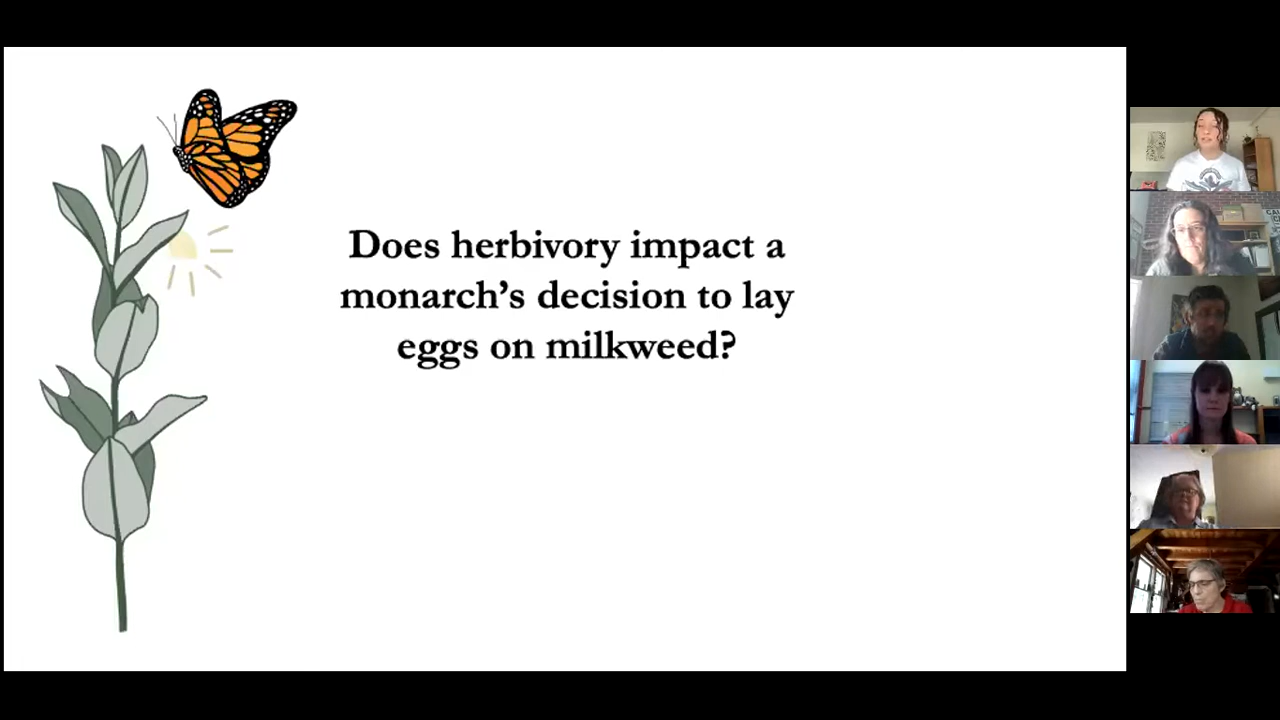 Does herbivory impact a
monarch’s decision to lay
eggs on milkweed?